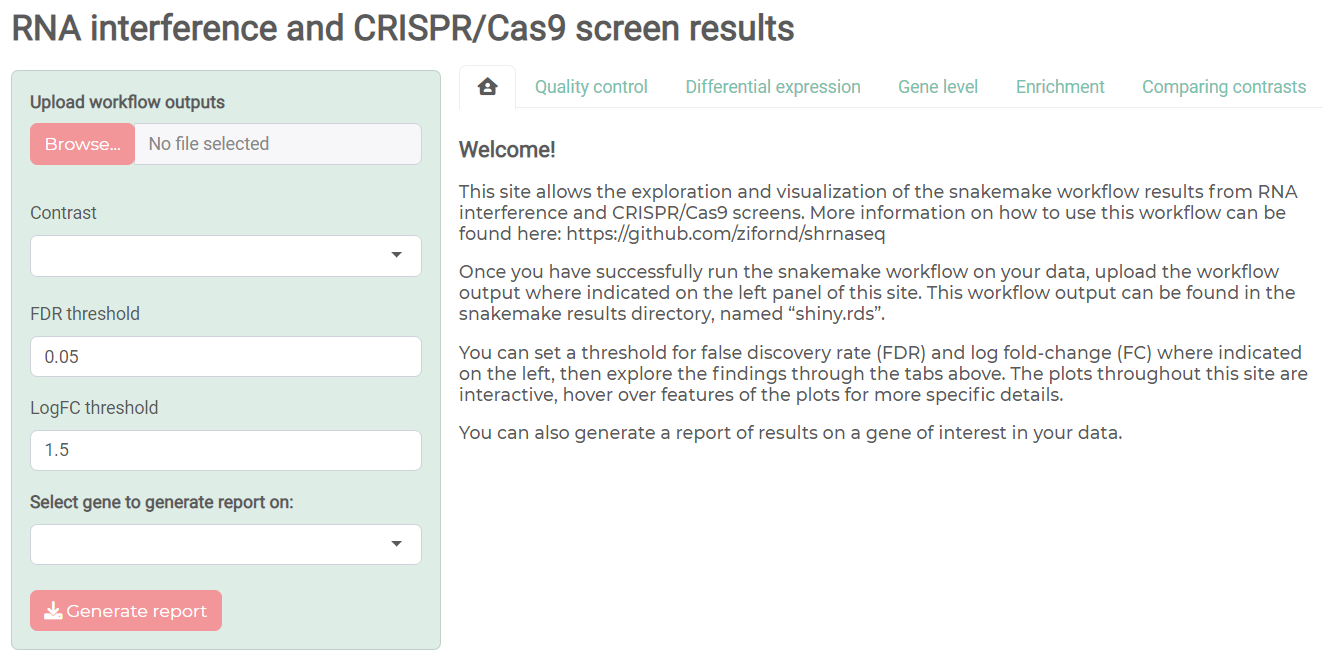 RNA interference and CRISPR/Cas9 screen results
Upload workflow outputs
Browse...
No file selected
Contrast
FDR threshold
0.05
LogFC threshold
1.5
Select gene to generate report on:
Generate report
Quality control
Differential expression
Gene level
Enrichment
Comparing contrasts
Welcome!
This site allows the exploration and visualization of the snakemake workflow results from RNA
interference and CRISPR/Cas9 screens. More information on how to use this workflow can be
found here: https://github.com/zifornd/shrnaseq
Once you have successfully run the snakemake workflow on your data, upload the workflow
output where indicated on the left panel of this site. This workflow output can be found in the
snakemake results directory, named “shiny.rds”.
You can set a threshold for false discovery rate (FDR) and log fold-change (FC) where indicated
on the left, then explore the findings through the tabs above. The plots throughout this site are
interactive, hover over features of the plots for more specific details.
You can also generate a report of results on a gene of interest in your data.